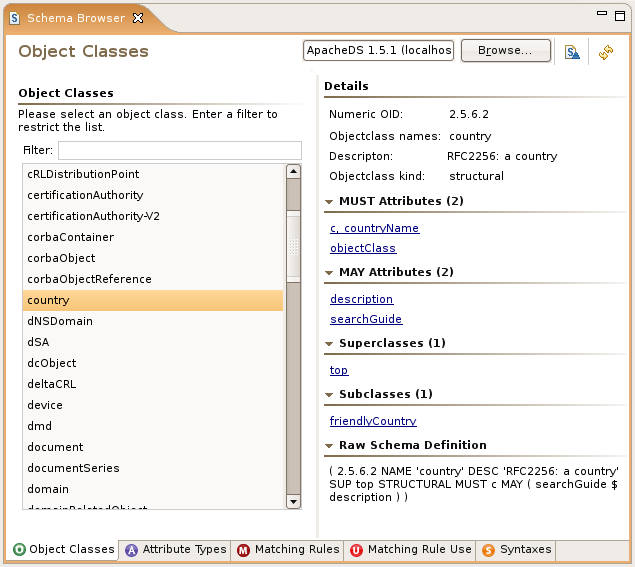 Schema Browser
Object Classes
ApacheDS 1.5.1 (localhos
Browse...
Object Classes
Please select an object class. Enter a filter to
restrict the list.
Filter:
cRLDistributionPoint
certificationAuthority
certificationAuthority-V2
corbaContainer
corbaObject
corbaObjectReference
country
dNSDomain
dSA
dcObject
deltaCRL
device
dmd
document
documentSeries
domain
domainRelatedObject
Details
Numeric OID: 2.5.6.2
Objectclass names: country
Descripton: RFC2256: a country
Objectclass kind: structural
MUST Attributes (2)
c, countryName
objectClass
MAY Attributes (2)
description
searchGuide
Superclasses (1)
top
Subclasses (1)
friendlyCountry
Raw Schema Definition
( 2.5.6.2 NAME 'country' DESC 'RFC2256: a country'
SUP top STRUCTURAL MUST c MAY ( searchGuide $
description ) )
O Object Classes
A Attribute Types
M Matching Rules
U Matching Rule Use
S Syntaxes